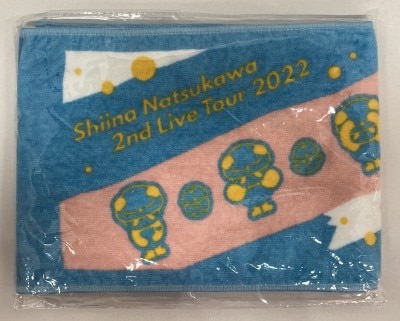 Shiina Natsukawa
2nd Live Tour 2022